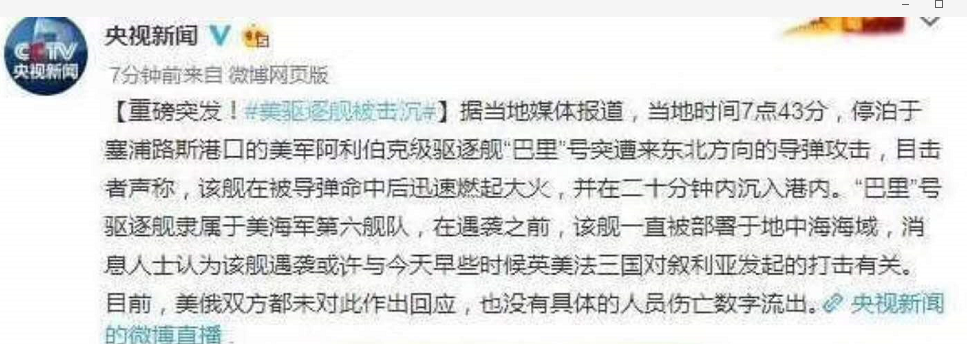 央视新闻
CCTV
央视新闻
7分钟前来自 微博网页版
【重磅突发！#美驱逐舰被击沉#】据当地媒体报道，当地时间7点43分，停泊于
塞浦路斯港口的美军阿利伯克级驱逐舰“巴里”号突遭来东北方向的导弹攻击，目击
者声称，该舰在被导弹命中后迅速燃起大火，并在二十分钟内沉入港内。“巴里”号
驱逐舰隶属于美海军第六舰队，在遇袭之前，该舰一直被部署于地中海海域，消
息人士认为该舰遇袭或许与今天早些时候英美法三国对叙利亚发起的打击有关。
目前，美俄双方都未对此作出回应，也没有具体的人员伤亡数字流出。央视新闻
的微博直播.